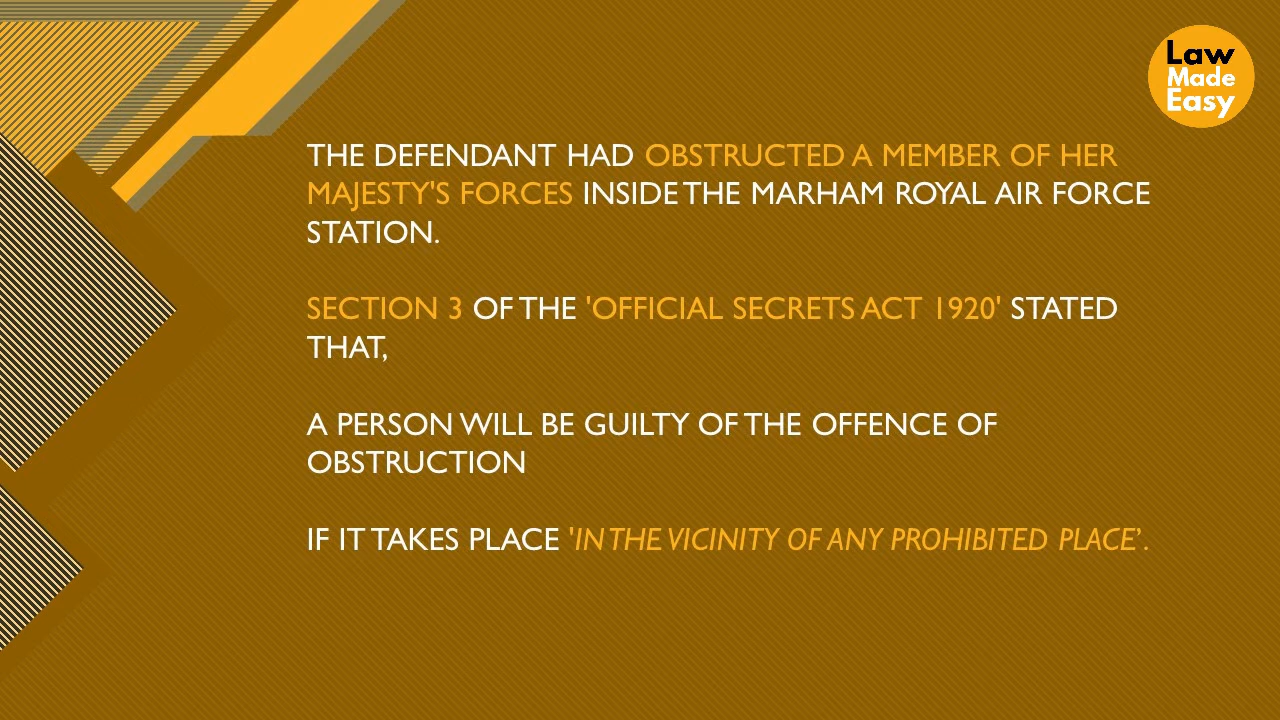 Law
Made
Easy
THE DEFENDANT HAD OBSTRUCTED A MEMBER OF HER
MAJESTY'S FORCES INSIDE THE MARHAM ROYAL AIR FORCE
STATION.
SECTION 3 OF THE 'OFFICIAL SECRETS ACT 1920' STATED
THAT,
A PERSON WILL BE GUILTY OF THE OFFENCE OF
OBSTRUCTION
IF IT TAKES PLACE 'IN THE VICINITY OF ANY PROHIBITED PLACE’.